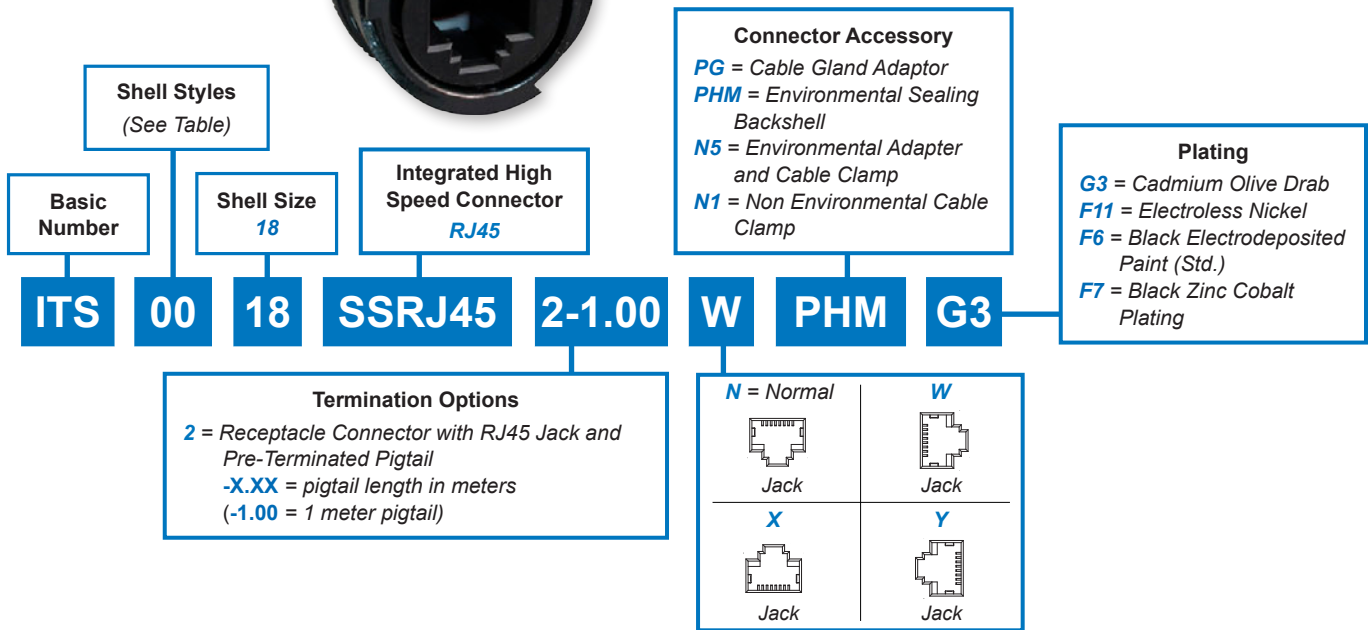 Connector Accessory
PG = Cable Gland Adaptor
PHM = Environmental Sealing
Backshell
N5 = Environmental Adapter
and Cable Clamp
N1 = Non Environmental Cable
Clamp
Shell Styles
(See Table)
Plating
G3 = Cadmium Olive Drab
F11 = Electroless Nickel
F6 = Black Electrodeposited
Paint (Std.)
F7 = Black Zinc Cobalt
Plating
Basic
Number
Shell Size
18
Integrated High
Speed Connector
RJ45
ITS 00 18 SSRJ45 2-1.00 W PHM G3
Termination Options
2 = Receptacle Connector with RJ45 Jack and
Pre-Terminated Pigtail
-X.XX = pigtail length in meters
(-1.00 = 1 meter pigtail)
N = Normal
Jack
W
Jack
X
Jack
Y
Jack